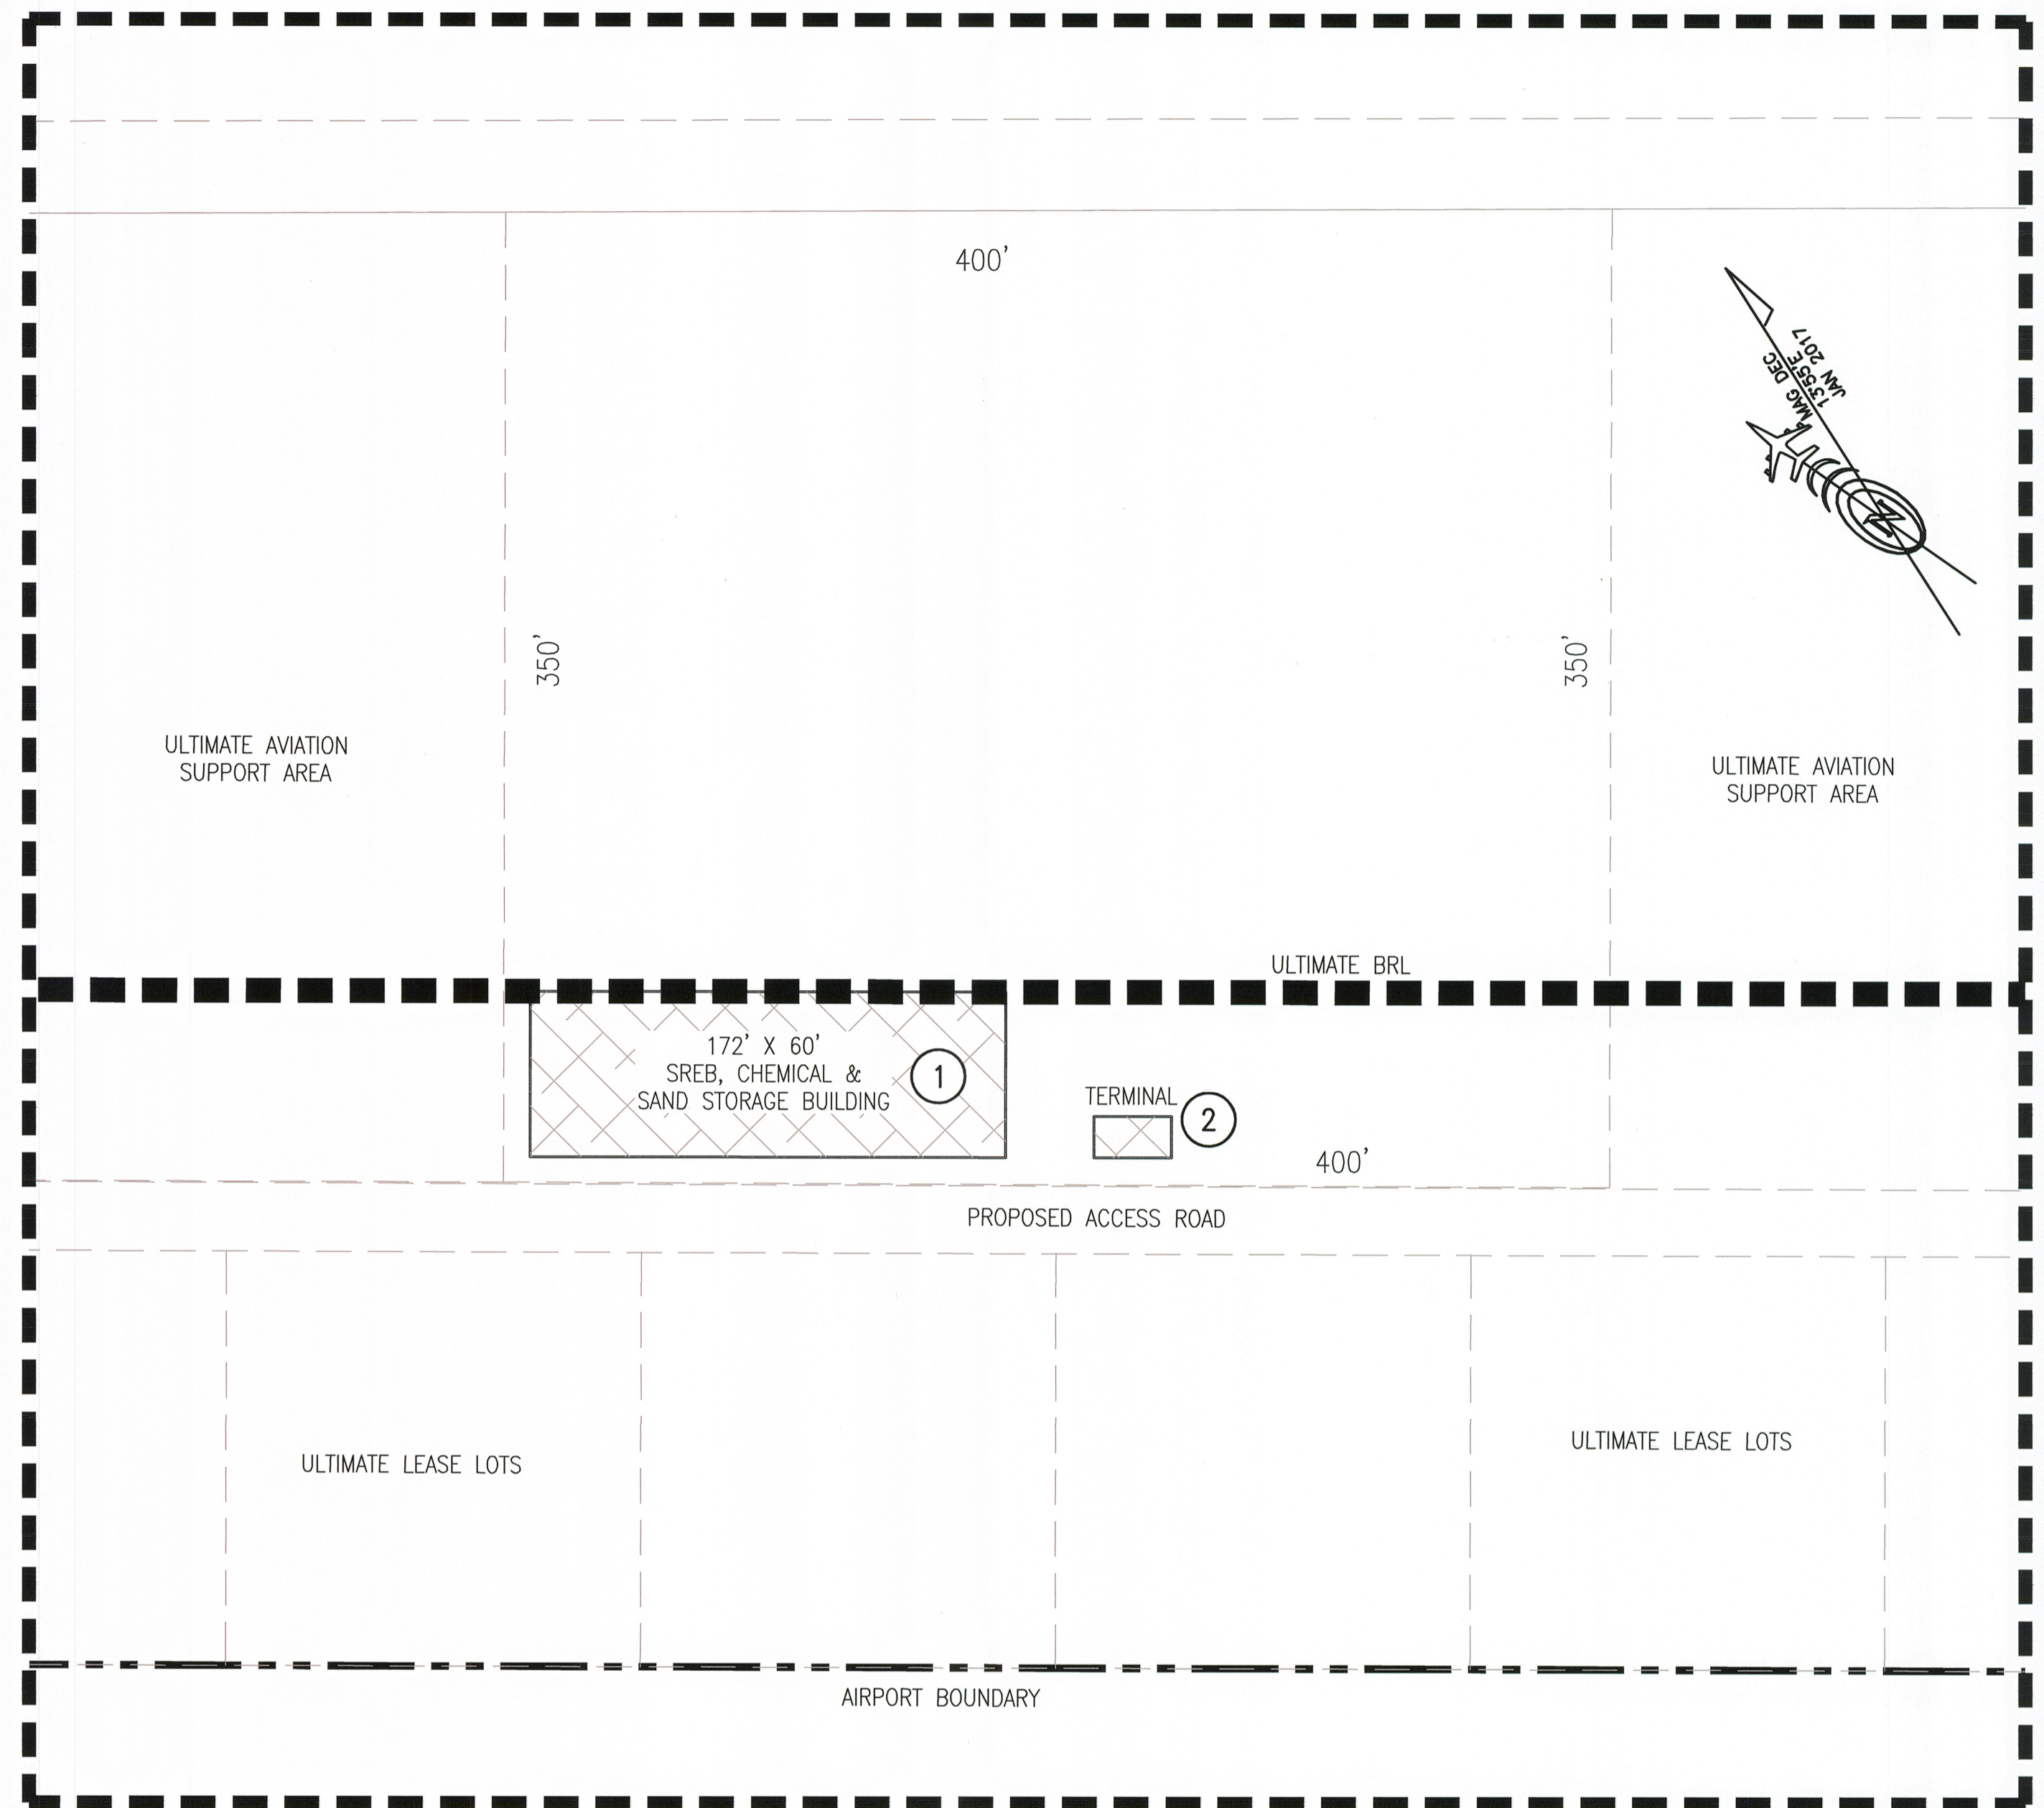 400'
MAG DEC
13°55'E
JAN 2017
N
350'
350'
ULTIMATE AVIATION
SUPPORT AREA
ULTIMATE AVIATION
SUPPORT AREA
ULTIMATE BRL
172' X 60'
SREB, CHEMICAL &
SAND STORAGE BUILDING
1
TERMINAL
2
400'
PROPOSED ACCESS ROAD
ULTIMATE LEASE LOTS
ULTIMATE LEASE LOTS
AIRPORT BOUNDARY